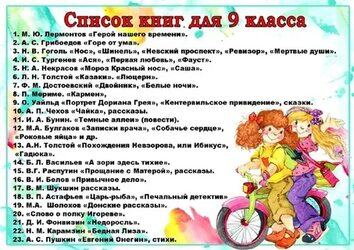 Список книг для 9 класса
1. М. Ю. Лермонтов «Герой нашего времени».
2. А. С. Грибоедов «Горе от ума».
3. Н. В. Гоголь «Нос», «Шинель», «Невский проспект», «Ревизор», «Мертвые души».
4. И. С. Тургенев «Ася», «Первая любовь», «Фауст».
5. Н. А. Некрасов «Мороз Красный нос», «Саша».
6. Л. Н. Толстой «Казаки». «Люцерн».
7. Ф. М. Достоевский «Двойник», «Белые ночи».
8. П. Мериме. «Кармен».
9. О. Уайльд «Портрет Дориана Грея», «Кентервильское привидение», сказки.
10. А. П. Чехов «Чайка», рассказы.
11. И. А. Бунин. «Темные аллеи» (повести).
12. М.А. Булгаков «Записки врача», «Собачье сердце»,
«Роковые яйца» и др.
13. А.Н. Толстой «Похождения Невзорова, или Ибикус»,
«Гадюка».
14. Б. Л. Васильев «А зори здесь тихие».
15. В.Г. Распутин «Прощание с Матерой», рассказы.
16. В. И. Белов «Привычное дело».
17. В. М. Шукшин рассказы.
18. В. П. Астафьев «Царь-рыба», «Печальный детектив»
19. М.А. Шолохов «Донские рассказы».
20. «Слово о полку Игореве».
21. Д. И. Фонвизин «Недоросль».
22. Н. М. Карамзин «Бедная Лиза».
23. А. С. Пушкин «Евгений Онегин», стихи.